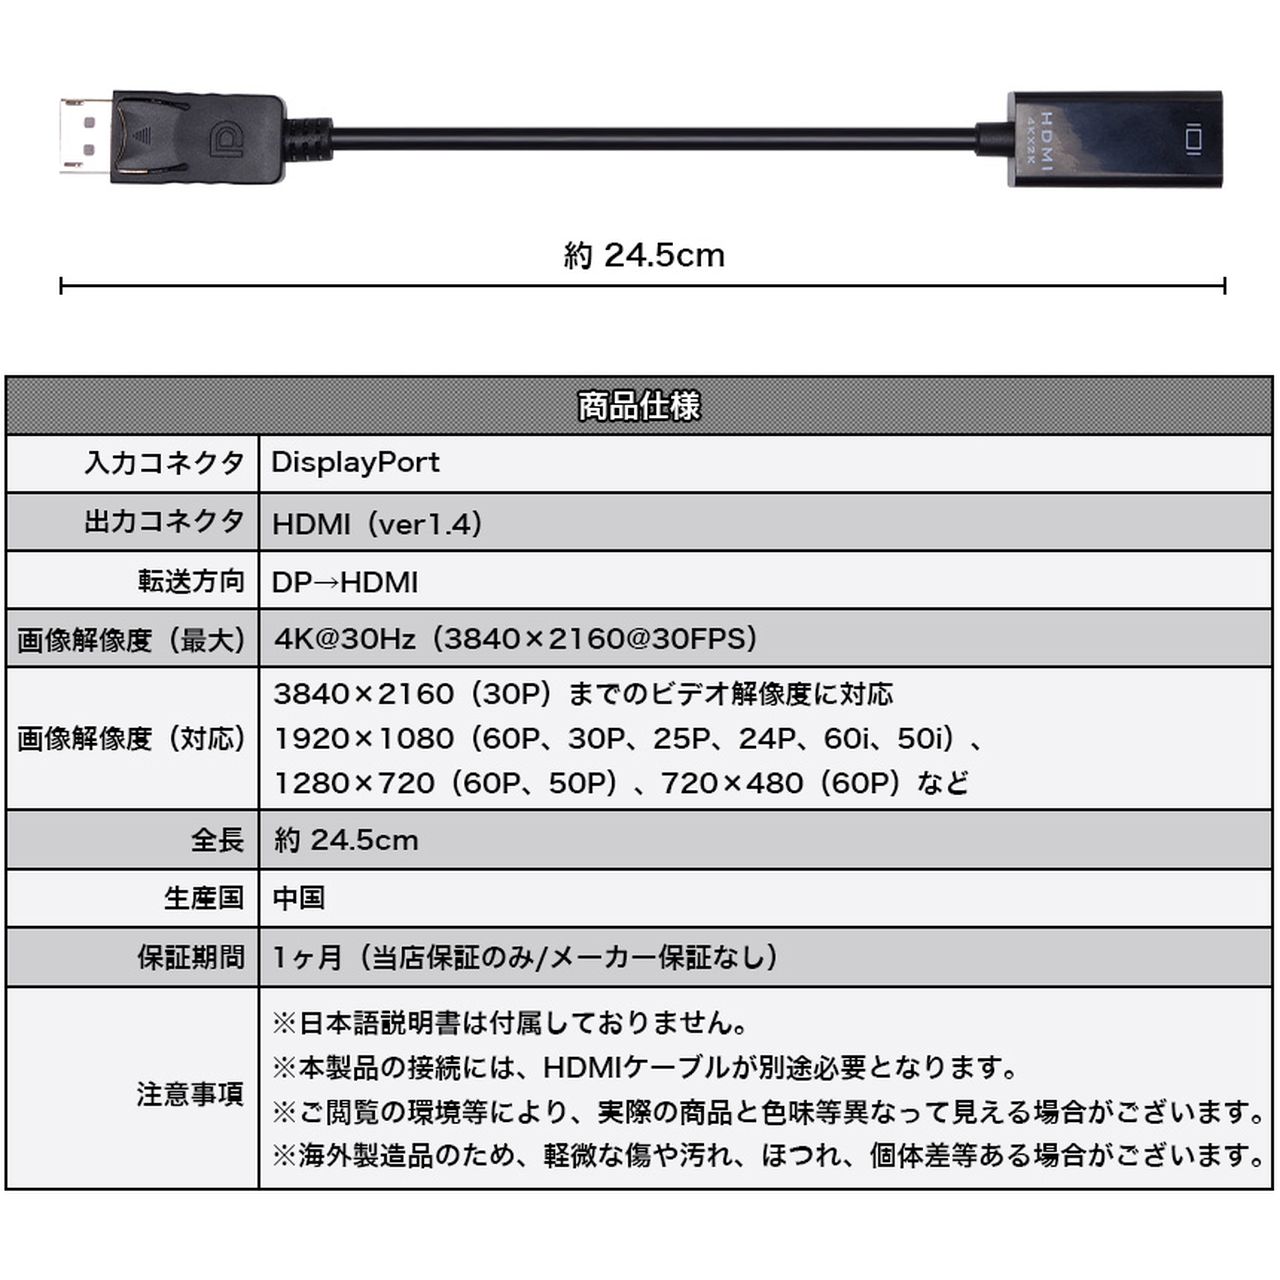 HDMI
4KX2K
約 24.5cm
商品仕様
入力コネクタ DisplayPort
出力コネクタ HDMI（ver1.4）
転送方向 DP→HDMI
画像解像度（最大） 4K@30Hz（3840×2160@30FPS）
画像解像度（対応） 3840×2160（30P）までのビデオ解像度に対応
1920×1080（60P、30P、25P、24P、60i、50i）、
1280×720（60P、50P）、720×480（60P）など
全長 約 24.5cm
生産国 中国
保証期間 1ヶ月（当店保証のみ/メーカー保証なし）
注意事項 ※日本語説明書は付属しておりません。
※本製品の接続には、HDMIケーブルが別途必要となります。
※ご閲覧の環境等により、実際の商品と色味等異なって見える場合がございます。
※海外製造品のため、軽微な傷や汚れ、ほつれ、個体差等ある場合がございます。